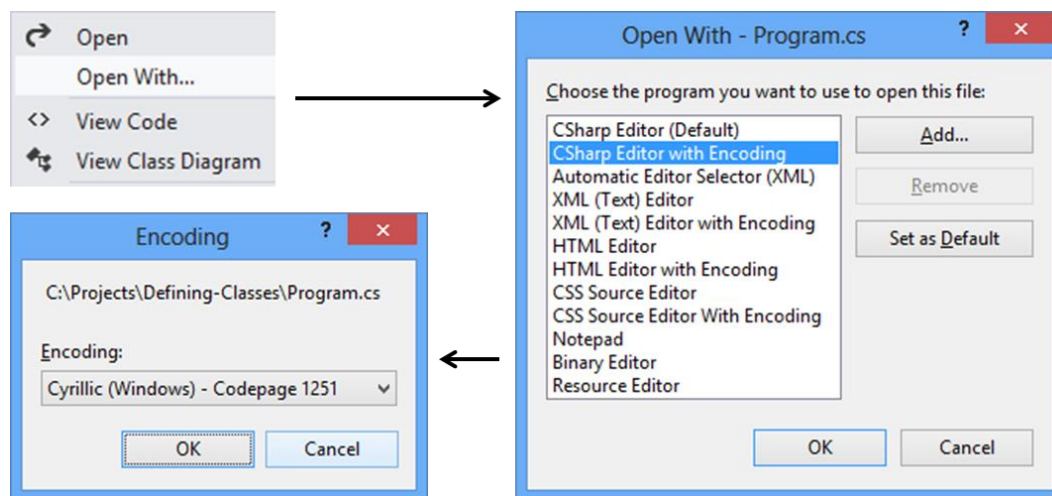 Open
Open With...
View Code
View Class Diagram
Open With - Program.cs
?
×
Choose the program you want to use to open this file:
CSharp Editor (Default)
CSharp Editor with Encoding
Automatic Editor Selector (XML)
XML (Text) Editor
XML (Text) Editor with Encoding
HTML Editor
HTML Editor with Encoding
CSS Source Editor
CSS Source Editor With Encoding
Notepad
Binary Editor
Resource Editor
Add...
Remove
Set as Default
OK
Cancel
Encoding
?
×
C:\Projects\Defining-Classes\Program.cs
Encoding:
Cyrillic (Windows) - Codepage 1251
OK
Cancel